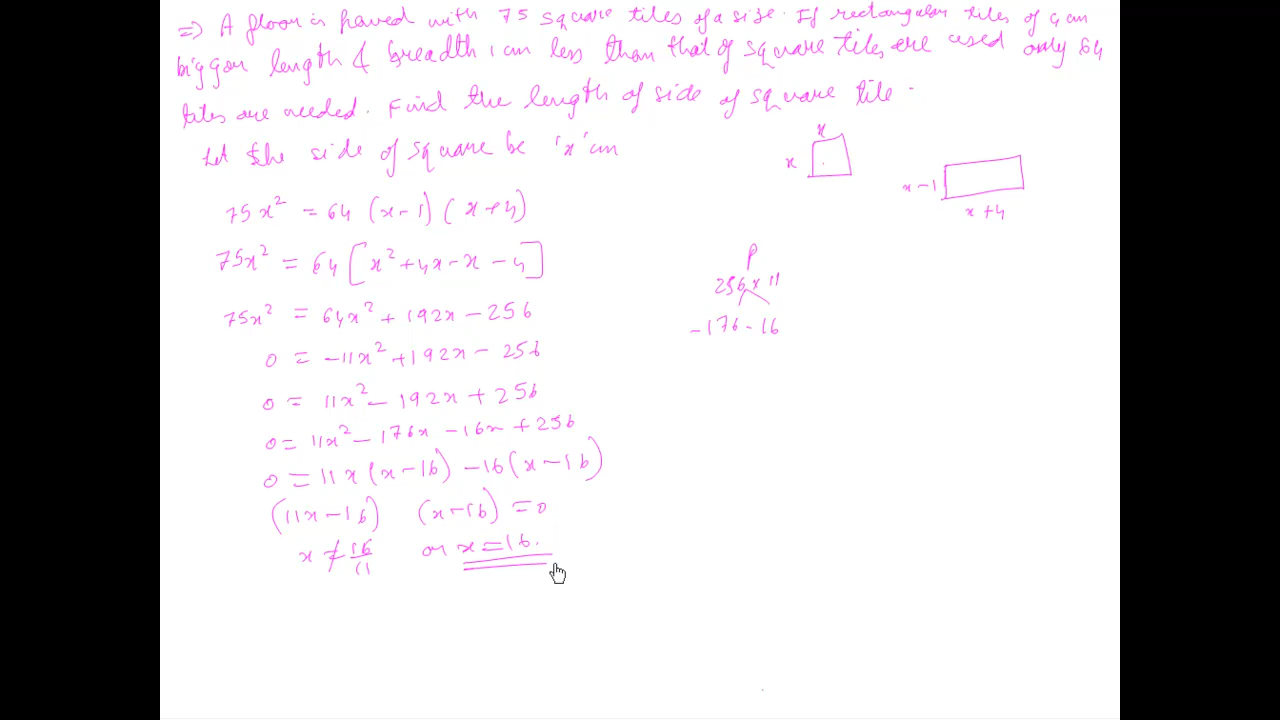 ⇒) A floor is paved with 75 square tiles of a size. If rectangular tiles of 4 cm
bigger length & breadth 1 cm less than that of square tiles are used only 64
tiles are needed. Find the length of side of square tile.
Let the side of square be 'x' cm
x
x
x-1
x+4
75x² = 64 (x-1) (x+4)
75x² = 64 [x² + 4x - x - 4]
75x² = 64x² + 192x - 256
0 = -11x² + 192x - 256
0 = 11x² - 192x + 256
0 = 11x² - 176x - 16x + 256
0 = 11x (x-16) - 16 (x-16)
(11x-16) (x-16) = 0
x ≠ 16/11 or x = 16.
P
256 x 11
-176 - 16